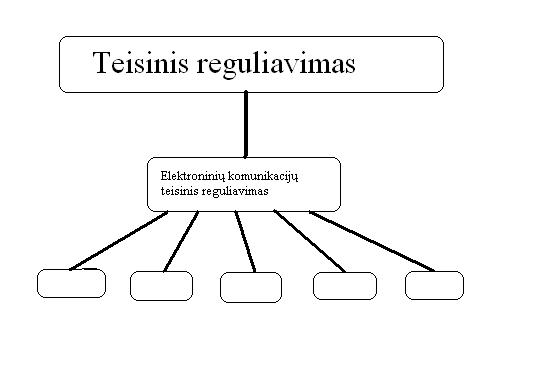 Teisinis reguliavimas
Elektroninių komunikacijų
teisinis reguliavimas